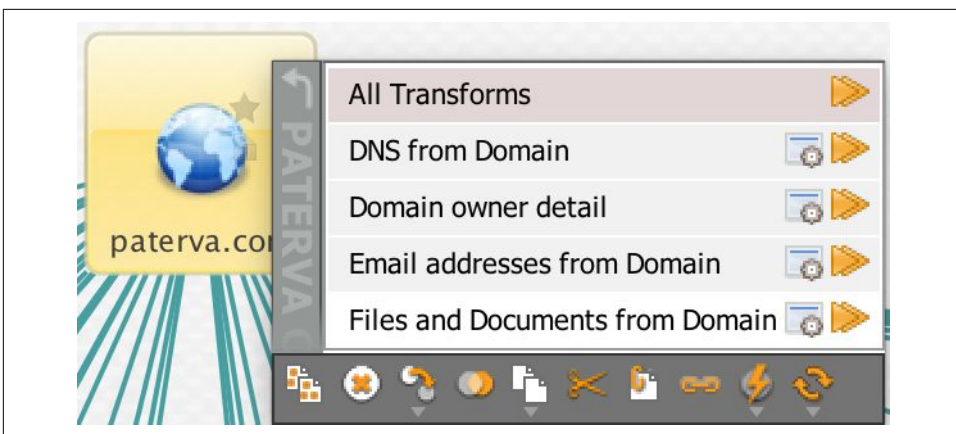 All Transforms
DNS from Domain
Domain owner detail
Email addresses from Domain
Files and Documents from Domain
paterva.co
PATERVA